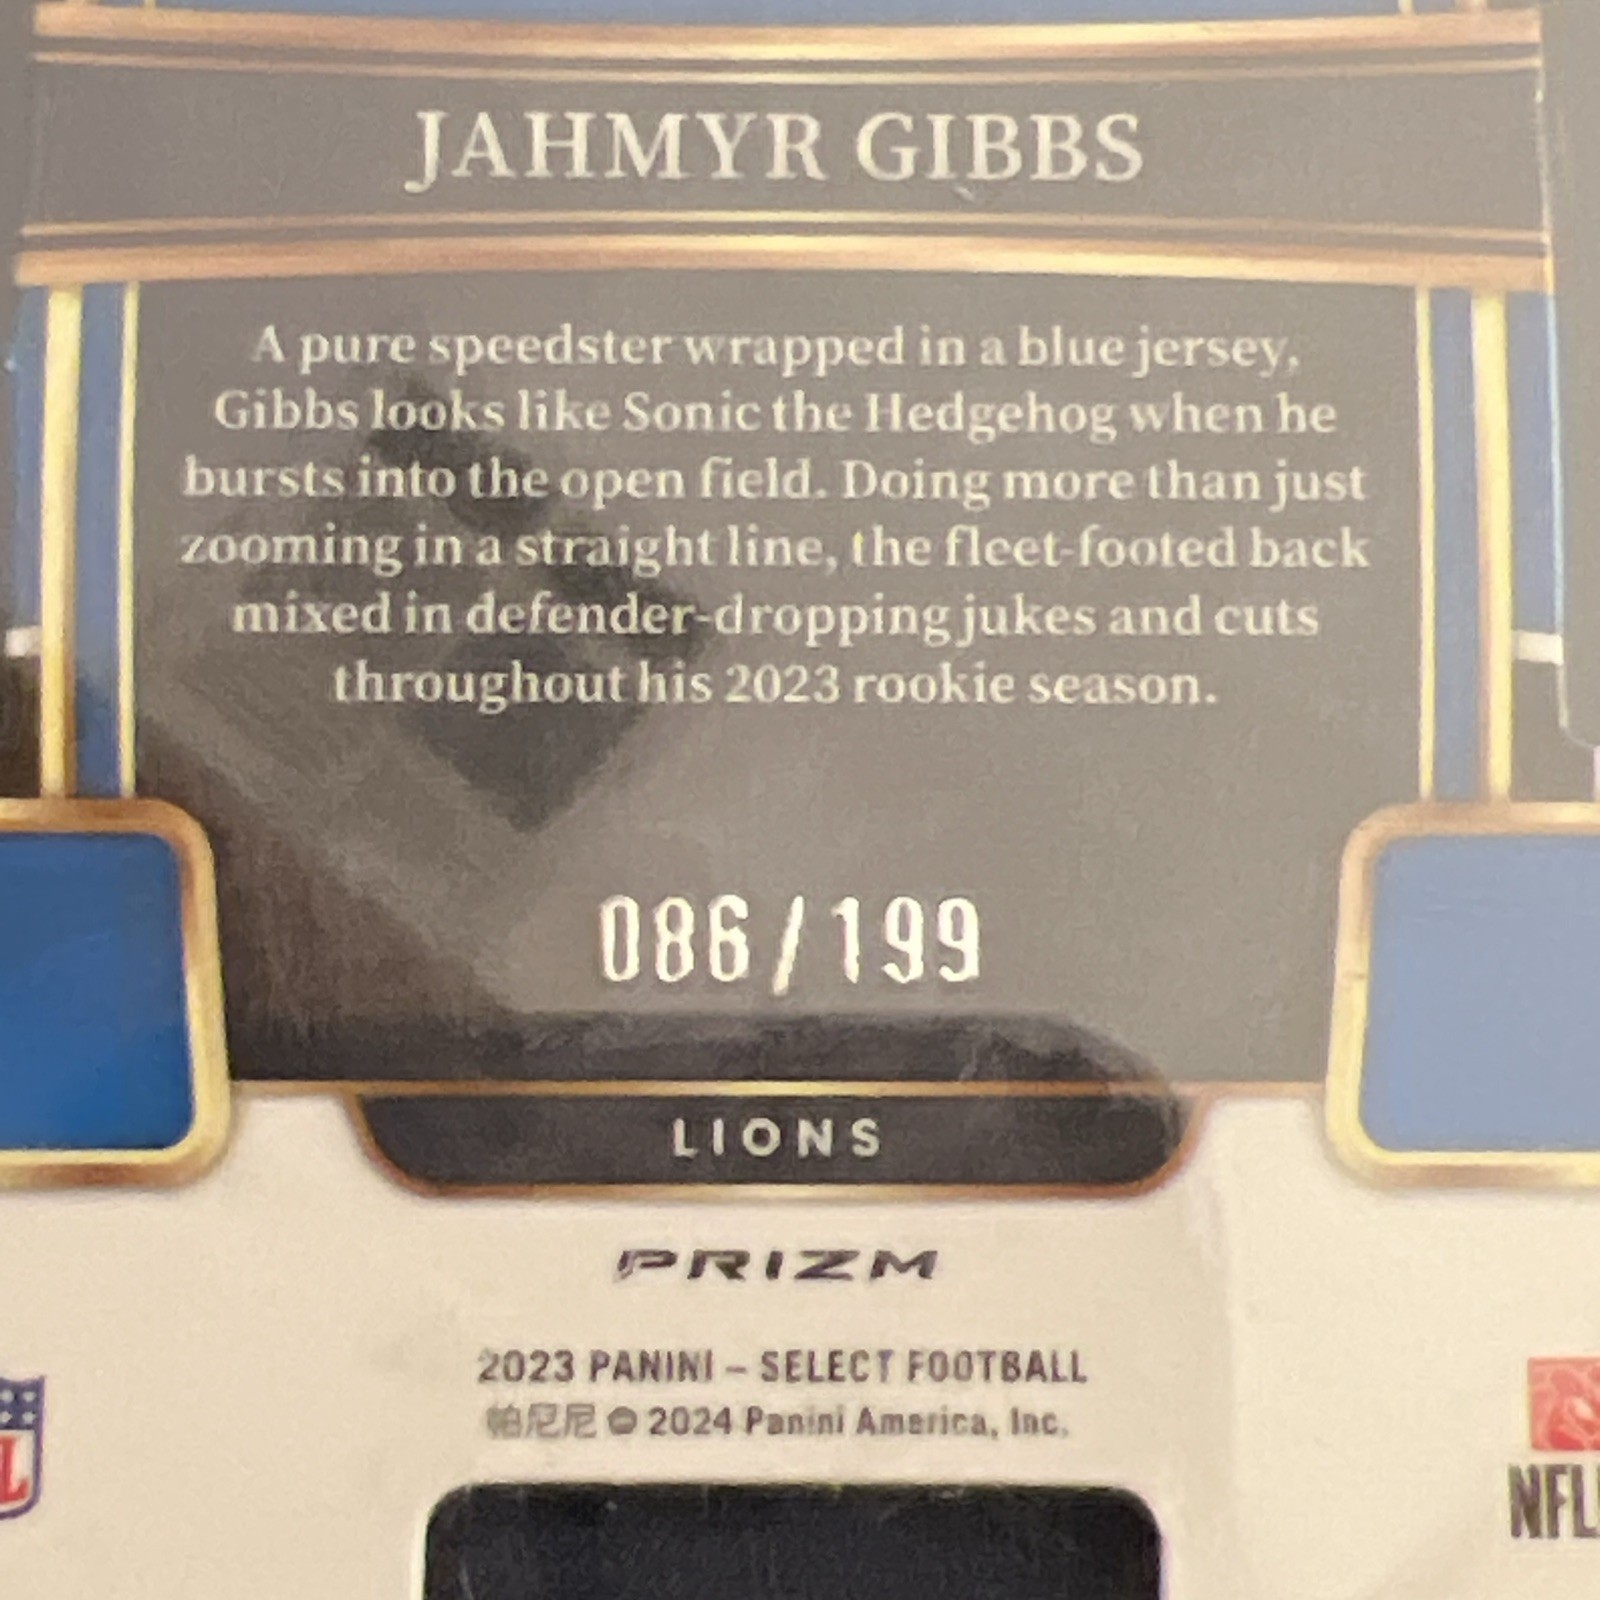 JAHMYR GIBBS
A pure speedster wrapped in a blue jersey,
Gibbs looks like Sonic the Hedgehog when he
bursts into the open field. Doing more than just
zooming in a straight line, the fleet-footed back
mixed in defender-dropping jukes and cuts
throughout his 2023 rookie season.
086/199
LIONS
PRIZM
2023 PANINI – SELECT FOOTBALL
帕尼尼 © 2024 Panini America, Inc.
L
NFL